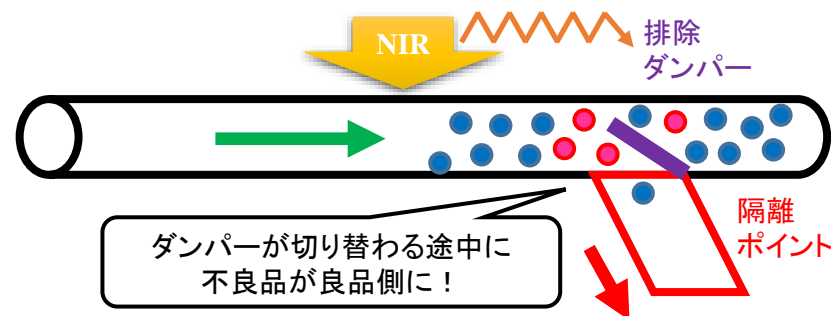 NIR
排除
ダンパー
ダンパーが切り替わる途中に
不良品が良品側に！
隔離
ポイント